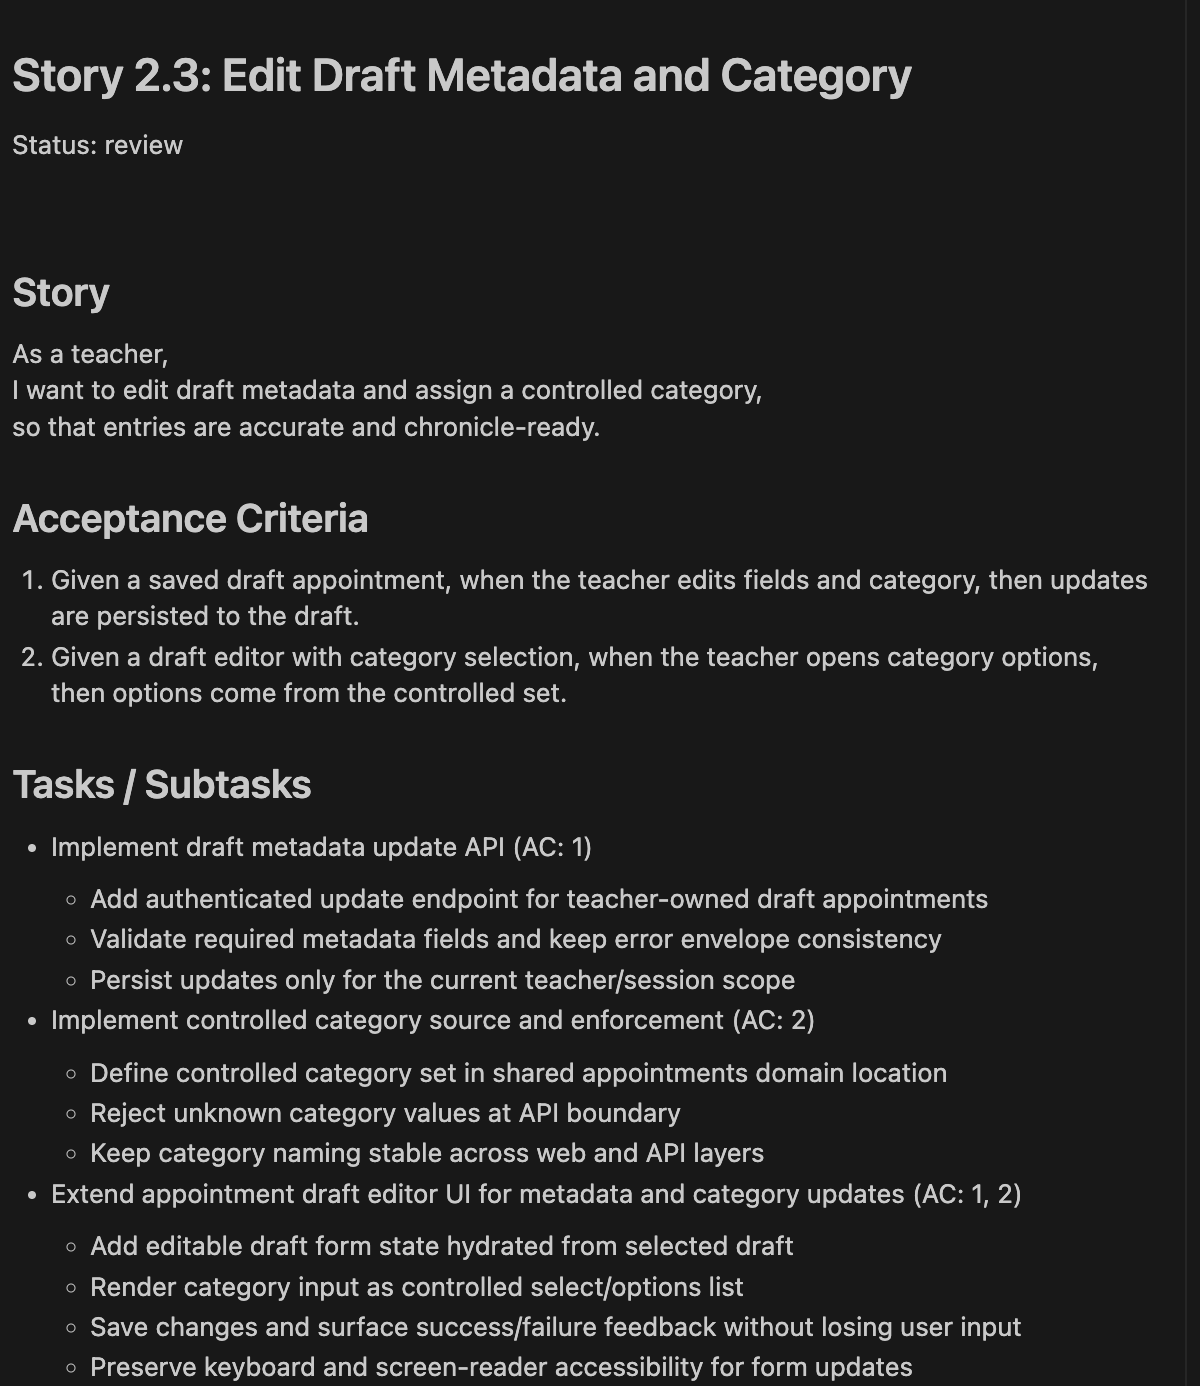 Story 2.3: Edit Draft Metadata and Category
Status: review
Story
As a teacher,
I want to edit draft metadata and assign a controlled category,
so that entries are accurate and chronicle-ready.
Acceptance Criteria
1. Given a saved draft appointment, when the teacher edits fields and category, then updates
are persisted to the draft.
2. Given a draft editor with category selection, when the teacher opens category options,
then options come from the controlled set.
Tasks / Subtasks
• Implement draft metadata update API (AC: 1)
◦ Add authenticated update endpoint for teacher-owned draft appointments
◦ Validate required metadata fields and keep error envelope consistency
◦ Persist updates only for the current teacher/session scope
• Implement controlled category source and enforcement (AC: 2)
◦ Define controlled category set in shared appointments domain location
◦ Reject unknown category values at API boundary
◦ Keep category naming stable across web and API layers
• Extend appointment draft editor UI for metadata and category updates (AC: 1, 2)
◦ Add editable draft form state hydrated from selected draft
◦ Render category input as controlled select/options list
◦ Save changes and surface success/failure feedback without losing user input
◦ Preserve keyboard and screen-reader accessibility for form updates